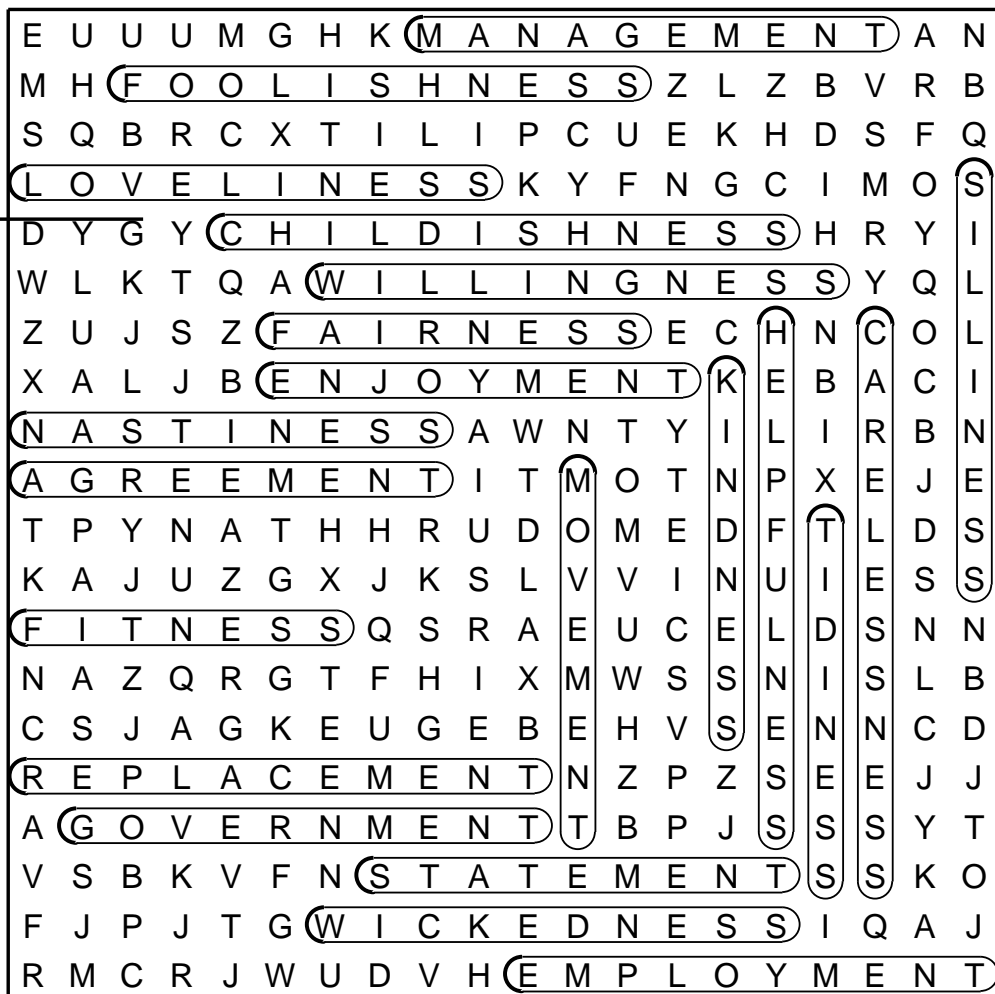 E U U U M G H K M A N A G E M E N T A N
M H F O O L I S H N E S S Z L Z B V R B
S Q B R C X T I L I P C U E K H D S F Q
L O V E L I N E S S K Y F N G C I M O S
D Y G Y C H I L D I S H N E S S H R Y I
W L K T Q A W I L L I N G N E S S Y Q L
Z U J S Z F A I R N E S S E C H N C O L
X A L J B E N J O Y M E N T K E B A C I
N A S T I N E S S A W N T Y I L I R B N
A G R E E M E N T I T M O T N P X E J E
T P Y N A T H H R U D O M E D F T L D S
K A J U Z G X J K S L V V I N U I E S S
F I T N E S S Q S R A E U C E L D S N N
N A Z Q R G T F H I X M W S S N I S L B
C S J A G K E U G E B E H V S E N N C D
R E P L A C E M E N T N Z P Z S E E J J
A G O V E R N M E N T T B P J S S S Y T
V S B K V F N S T A T E M E N T S S K O
F J P J T G W I C K E D N E S S I Q A J
R M C R J W U D V H E M P L O Y M E N T